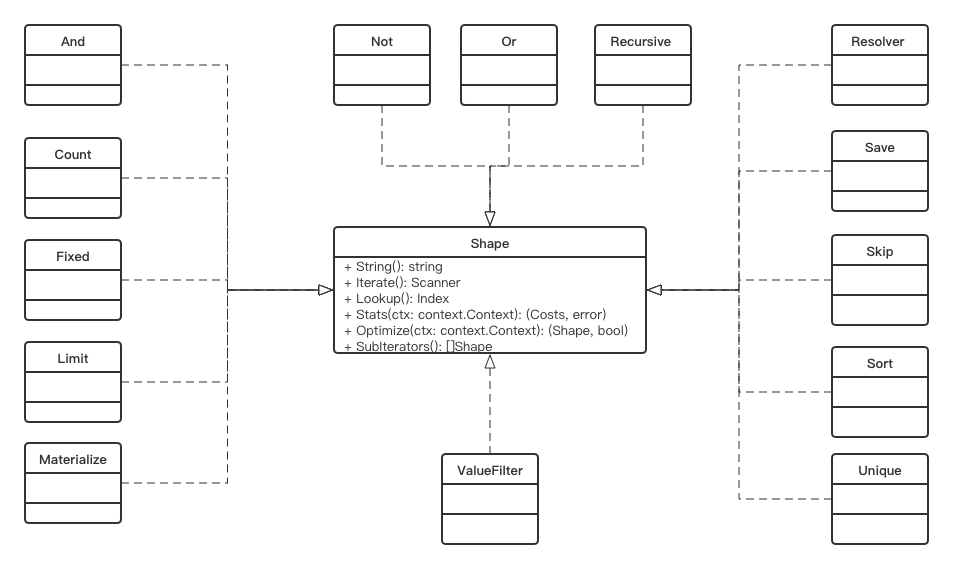 And
Not
Or
Recursive
Resolver
Count
Save
Fixed
Shape
+ String(): string
+ Iterate(): Scanner
+ Lookup(): Index
+ Stats(ctx: context.Context): (Costs, error)
+ Optimize(ctx: context.Context): (Shape, bool)
+ SubIterators(): []Shape
Skip
Limit
Sort
Materialize
ValueFilter
Unique